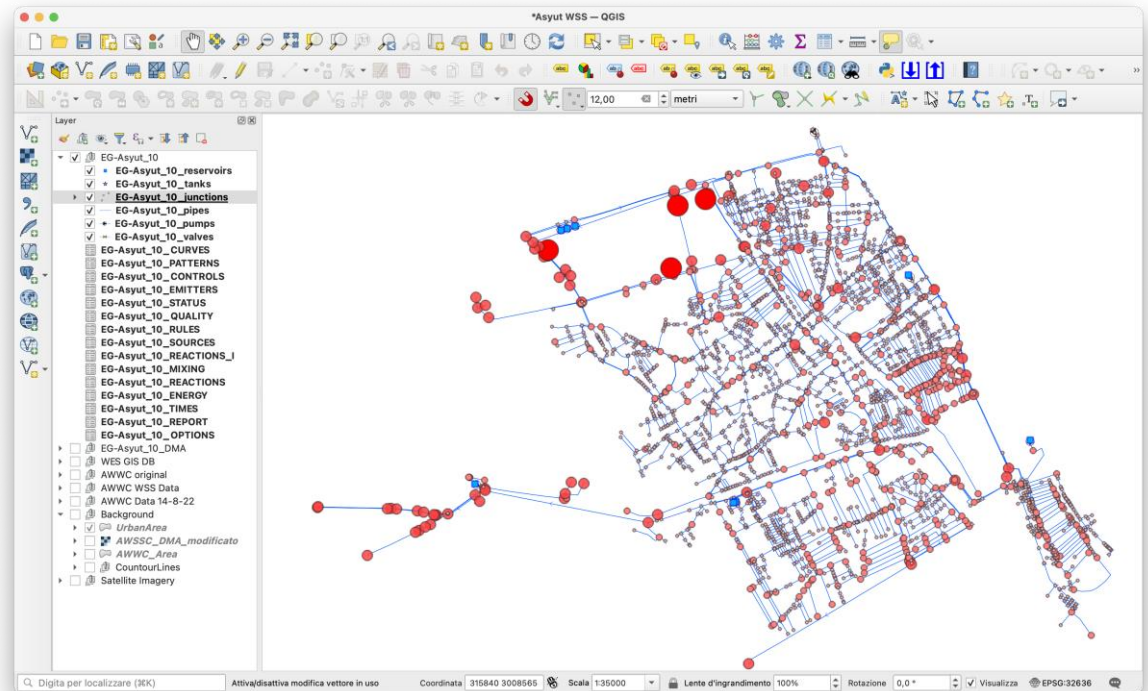 *Asyut WSS — QGIS
12,00
metri
Layer
EG-Asyut_10
EG-Asyut_10_reservoirs
EG-Asyut_10_tanks
EG-Asyut_10_junctions
EG-Asyut_10_pipes
EG-Asyut_10_pumps
EG-Asyut_10_valves
EG-Asyut_10_CURVES
EG-Asyut_10_PATTERNS
EG-Asyut_10_CONTROLS
EG-Asyut_10_EMITTERS
EG-Asyut_10_STATUS
EG-Asyut_10_QUALITY
EG-Asyut_10_RULES
EG-Asyut_10_SOURCES
EG-Asyut_10_REACTIONS_I
EG-Asyut_10_MIXING
EG-Asyut_10_REACTIONS
EG-Asyut_10_ENERGY
EG-Asyut_10_TIMES
EG-Asyut_10_REPORT
EG-Asyut_10_OPTIONS
EG-Asyut_10_DMA
WES GIS DB
AWWC original
AWWC WSS Data
AWWC Data 14-8-22
Background
UrbanArea
AWSSC_DMA_modificato
AWWC_Area
CountourLines
Satellite Imagery
Digita per localizzare (⌘K) Attiva/disattiva modifica vettore in uso Coordinata 315840 3008565 Scala 1:35000 Lente d'ingrandimento 100% Rotazione 0,0 ° Visualizza EPSG:32636